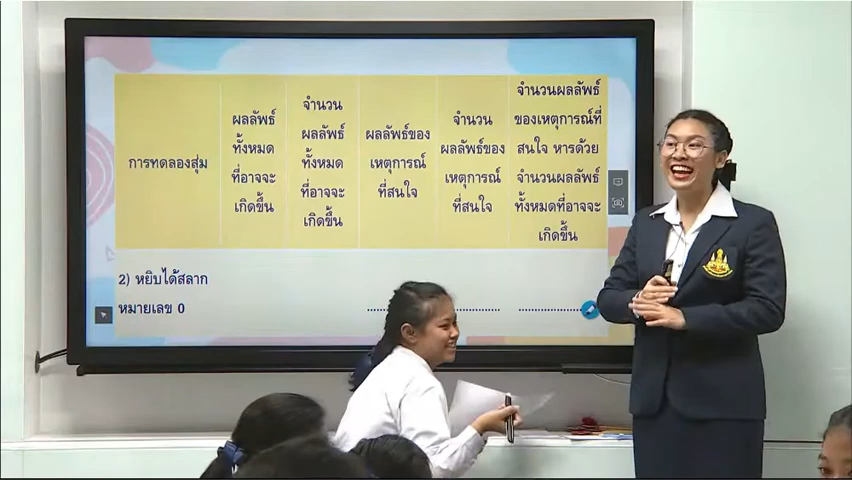 การทดลองสุ่ม
ผลลัพธ์
ทั้งหมด
ที่อาจจะ
เกิดขึ้น
จำนวน
ผลลัพธ์
ทั้งหมด
ที่อาจจะ
เกิดขึ้น
ผลลัพธ์ของ
เหตุการณ์
ที่สนใจ
จำนวน
ผลลัพธ์ของ
เหตุการณ์
ที่สนใจ
จำนวนผลลัพธ์
ของเหตุการณ์ที่
สนใจ หารด้วย
จำนวนผลลัพธ์
ทั้งหมดที่อาจจะ
เกิดขึ้น
2) หยิบได้สลาก
หมายเลข 0